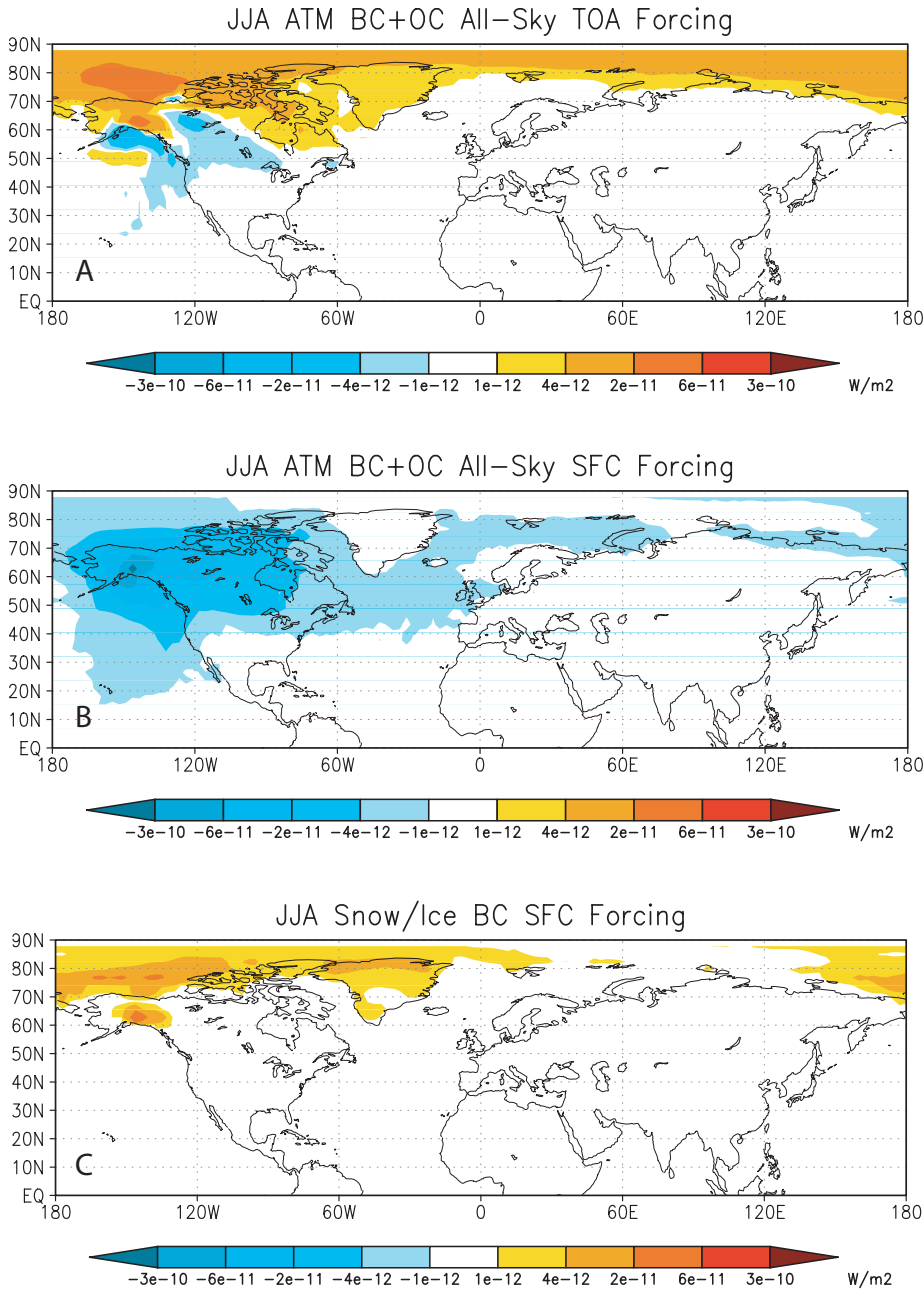 JJA ATM BC+OC All-Sky TOA Forcing
90N
80N
70N
60N
50N
40N
30N
20N
10N
EQ
A
180 120W 60W 0 60E 120E 180
-3e-10 -6e-11 -2e-11 -4e-12 -1e-12 1e-12 4e-12 2e-11 6e-11 3e-10 W/m2
JJA ATM BC+OC All-Sky SFC Forcing
90N
80N
70N
60N
50N
40N
30N
20N
10N
EQ
B
180 120W 60W 0 60E 120E 180
-3e-10 -6e-11 -2e-11 -4e-12 -1e-12 1e-12 4e-12 2e-11 6e-11 3e-10 W/m2
JJA Snow/Ice BC SFC Forcing
90N
80N
70N
60N
50N
40N
30N
20N
10N
EQ
C
180 120W 60W 0 60E 120E 180
-3e-10 -6e-11 -2e-11 -4e-12 -1e-12 1e-12 4e-12 2e-11 6e-11 3e-10 W/m2